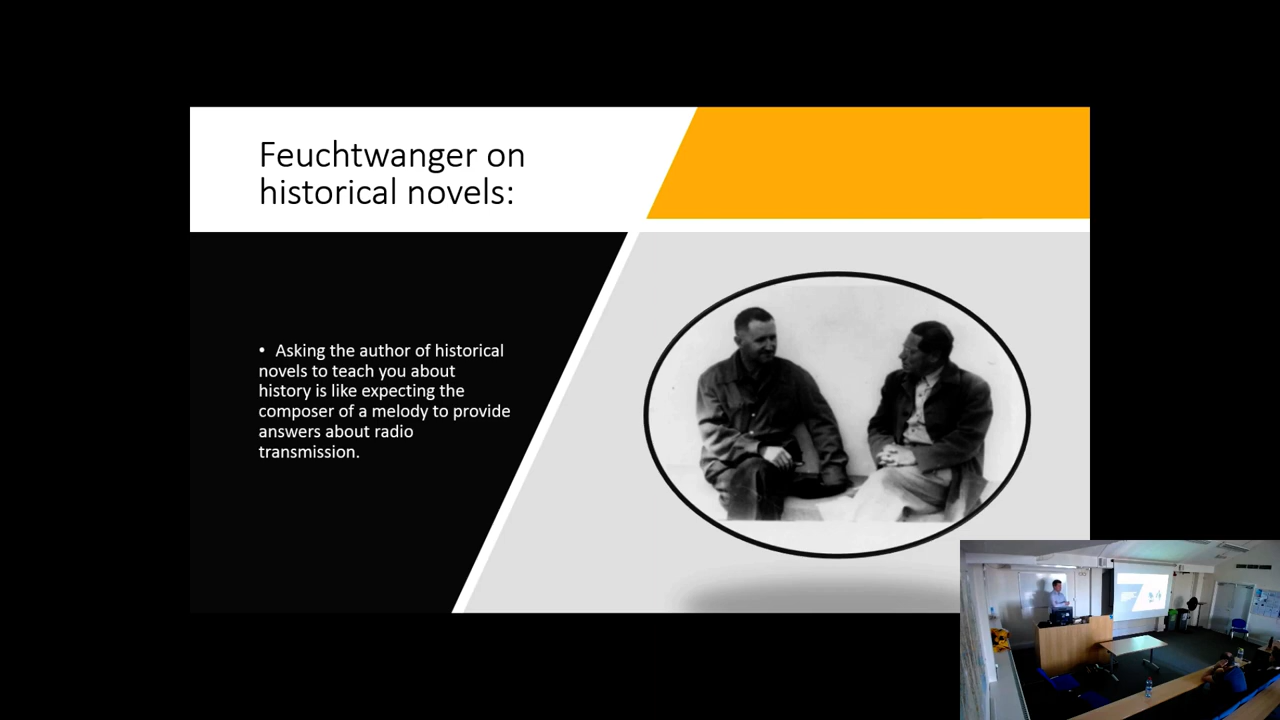 Feuchtwanger on
historical novels:
• Asking the author of historical
novels to teach you about
history is like expecting the
composer of a melody to provide
answers about radio
transmission.